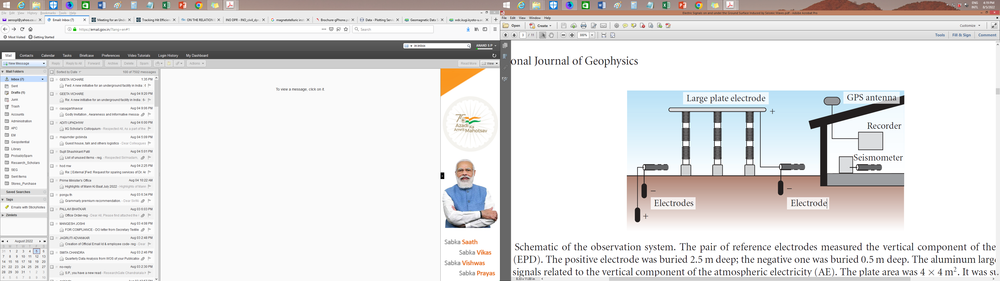 4:19 PM
8/5/2022
ENG
INTL
File Edit View History Bookmarks Tools Help
aerospl@yahoo.co.u
Email: Inbox (7)
Meeting for an Unde
Tracking Hit Efficien
ON THE RELATION
INO DPR - INO_civil_dpr.
magnetotelluric inst
Brochure-gPhone.pd
Data - Plotting Servic
Geomagnetic Data S
wdc.kugi.kyoto-u.ac
https://email.gov.in/?lang=en#1
Search
Most Visited Getting Started
in:inbox
ANAND S P
Mail Contacts Calendar Tasks Briefcase Preferences Video Tutorials Login History My Dashboard
New Message Reply Reply to All Forward Archive Delete Spam Actions Read More View
Mail Folders
Inbox (7)
Sent
Drafts (1)
Junk
Trash
Accounts
Administration
APC
EM
Geopotential
Library
ProbablySpam
Resaerch_Scholars
SEG
Sent Items
Stores_Purchase
Saved Searches
Tags
Emails with StickyNotes
Zimlets
August 2022
S M T W T F S
31 1 2 3 4 5 6
7 8 9 10 11 12 13
14 15 16 17 18 19 20
21 22 23 24 25 26 27
28 29 30 31 1 2 3
4 5 6 7 8 9 10
Sorted by Date 100 of 7502 messages
GEETA VICHARE 1:35 PM
Fwd: A new initiative for an underground facility in India : 6
GEETA VICHARE Aug 04 9:20 PM
Re: A new initiative for an underground facility in India : 6-
casagarbhavsar Aug 04 9:06 PM
Godly Invitation , Awareness and Informative messa
ADITI UPADHYAY Aug 04 6:00 PM
IIG Scholar's Colloquium - Respected All, As a part of the
majumder gobinda Aug 04 5:09 PM
Guest house, talk and others logistics - Dear Colleagues
Sujit Shashikant Patil Aug 04 5:01 PM
List of unused items - reg. - Respected Sir/madam,
hod mw Aug 04 2:25 PM
Re: [ External ]Fwd: Request for sparing services of Dr. Ar
Prime Minister's Office Aug 04 10:22 AM
Highlights of Mann Ki Baat July 2022 - Highlights of Mann
pongu th Aug 03 6:34 PM
Grammarly premium recommendation. - Dear Sir/Ma
PALLAVI BHATKAR Aug 03 6:03 PM
Office Order-reg - Dear All, Please find attached the
MANGESH JOSHI Aug 03 4:08 PM
FOR COMPLIANCE - DO letter from Secretary Textile
JAGRUTI ADVANKAR Aug 03 2:48 PM
Creation of Official Email Id & employee code- reg - Dear
SMITA CHANDRA Aug 03 2:46 PM
Quarterly Data Analysis from WOS of your Publication
no-reply Aug 03 2:30 PM
S.P., you have a new read - ResearchGate Chandrakala
To view a message, click on it.
75
Azadi Ka
Amrit Mahotsav
Sabka Saath
Sabka Vikas
Sabka Vishwas
Sabka Prayas
Electric Signals on and under the Ground Surface Induced by Seismic Waves.pdf - Adobe Acrobat Pro
File Edit View Window Help
Open Create Customize
3 / 11 300% Tools Fill & Sign Comment
onal Journal of Geophysics
Large plate electrode
+
GPS antenna
Recorder
Seismometer
−
Electrodes
+
−
Electrode
Schematic of the observation system. The pair of reference electrodes measured the vertical component of the
(EPD). The positive electrode was buried 2.5 m deep; the negative one was buried 0.5 m deep. The aluminum larg
signals related to the vertical component of the atmospheric electricity (AE). The plate area was 4 × 4 m². It was su
8.33 x 11.00 in